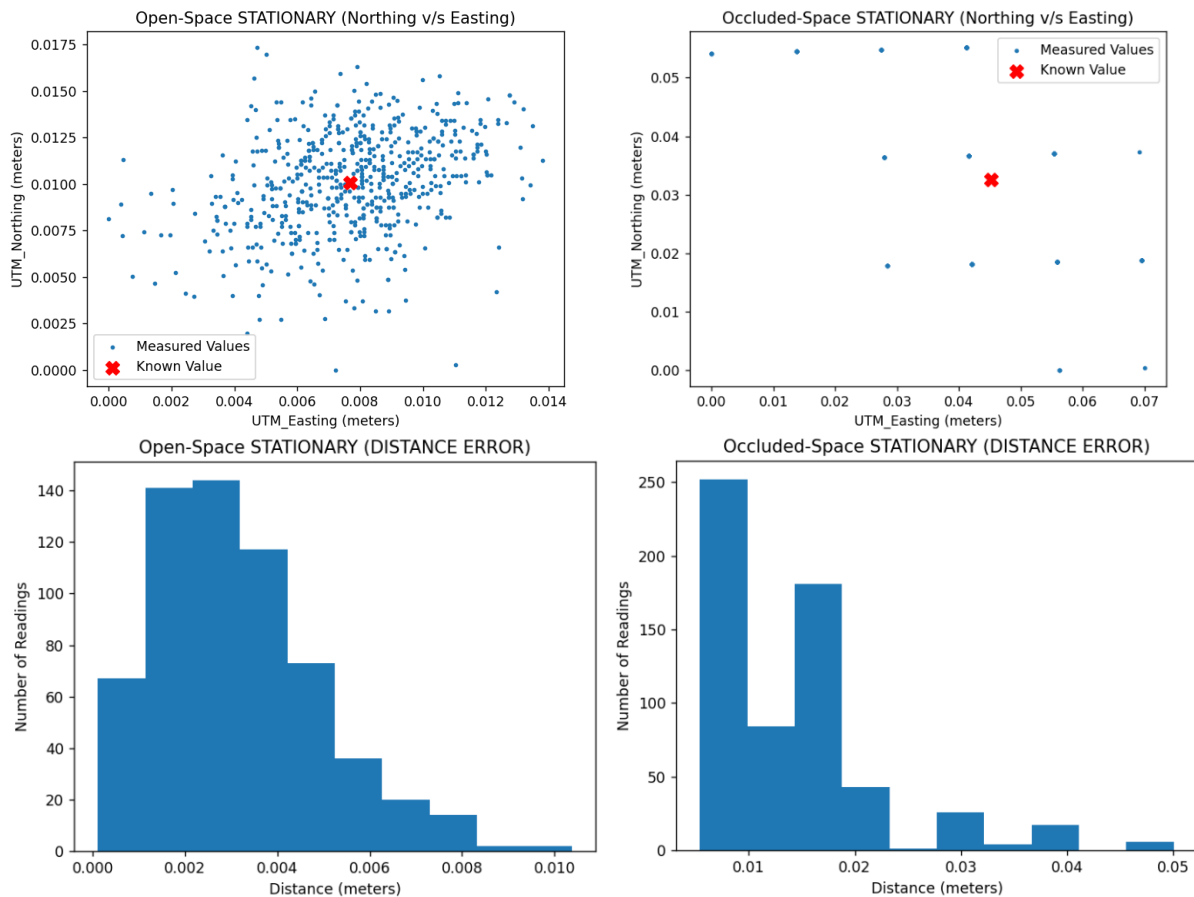 Open-Space STATIONARY (Northing v/s Easting)
UTM_Northing (meters)
0.0175
0.0150
0.0125
0.0100
0.0075
0.0050
0.0025
0.0000
Measured Values
Known Value
0.000 0.002 0.004 0.006 0.008 0.010 0.012 0.014
UTM_Easting (meters)
Occluded-Space STATIONARY (Northing v/s Easting)
UTM_Northing (meters)
0.05
0.04
0.03
0.02
0.01
0.00
Measured Values
Known Value
0.00 0.01 0.02 0.03 0.04 0.05 0.06 0.07
UTM_Easting (meters)
Open-Space STATIONARY (DISTANCE ERROR)
Number of Readings
140
120
100
80
60
40
20
0
0.000 0.002 0.004 0.006 0.008 0.010
Distance (meters)
Occluded-Space STATIONARY (DISTANCE ERROR)
Number of Readings
250
200
150
100
50
0
0.01 0.02 0.03 0.04 0.05
Distance (meters)